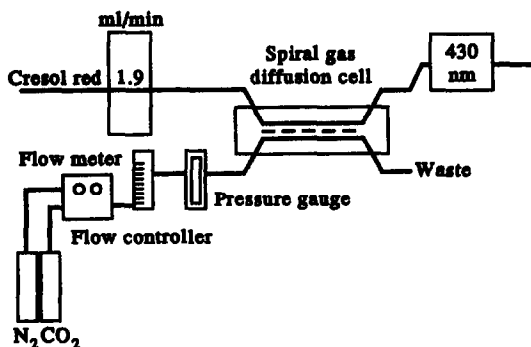 ml/min
Cresol red
1.9
Spiral gas
diffusion cell
430
nm
Flow meter
Waste
Pressure gauge
Flow controller
N₂ CO₂